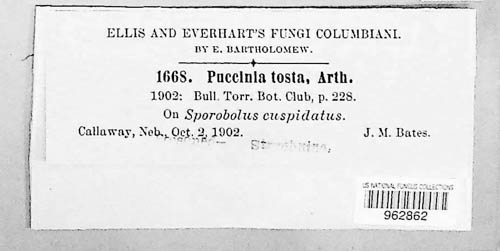 ELLIS AND EVERHART'S FUNGI COLUMBIANI.
BY E. BARTHOLOMEW.
1668. Puccinia tosta, Arth.
1902: Bull. Torr. Bot. Club, p. 228.
On Sporobolus cuspidatus.
Callaway, Neb., Oct. 2, 1902. J. M. Bates.
US NATIONAL FUNGUS COLLECTIONS
962862